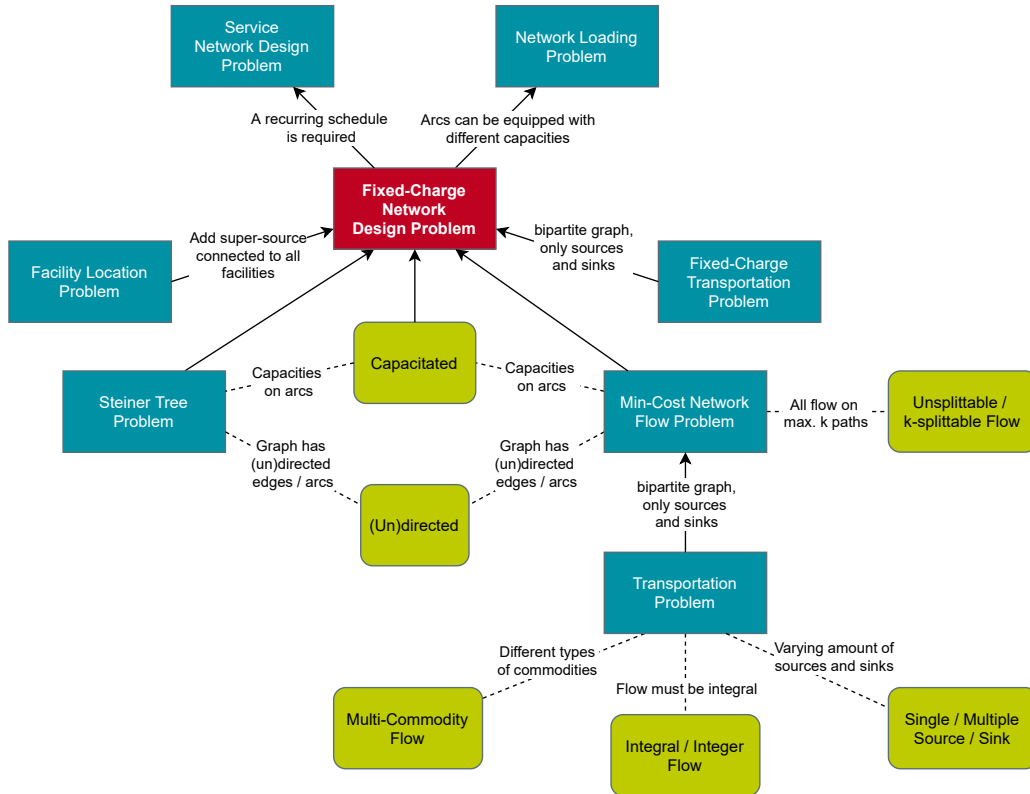 Service
Network Design
Problem
Network Loading
Problem
A recurring schedule
is required
Arcs can be equipped with
different capacities
Fixed-Charge
Network
Design Problem
Facility Location
Problem
Add super-source
connected to all
facilities
bipartite graph,
only sources
and sinks
Fixed-Charge
Transportation
Problem
Capacitated
Steiner Tree
Problem
Capacities
on arcs
Capacities
on arcs
Min-Cost Network
Flow Problem
All flow on
max. k paths
Unsplittable /
k-splittable Flow
Graph has
(un)directed
edges / arcs
Graph has
(un)directed
edges / arcs
(Un)directed
bipartite graph,
only sources
and sinks
Transportation
Problem
Different types
of commodities
Flow must be integral
Varying amount of
sources and sinks
Multi-Commodity
Flow
Integral / Integer
Flow
Single / Multiple
Source / Sink